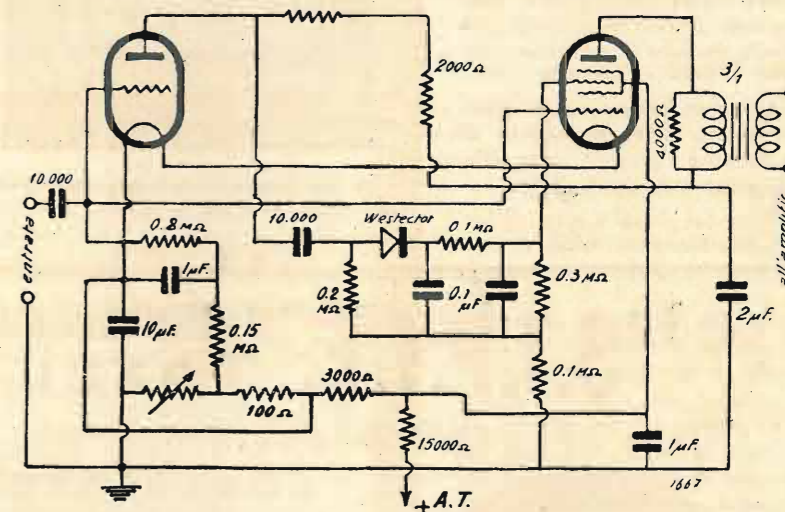 2000Ω
3/1
4000Ω
10.000
entrata
0.8 MΩ
1µF.
10µF.
0.15
MΩ
10.000
Westector
0.1 MΩ
0.2
MΩ
0.1
µF
0.3 MΩ
0.1 MΩ
3000Ω
100Ω
15000Ω
+ A.T.
1µF.
2µF.
all'amplific
1667